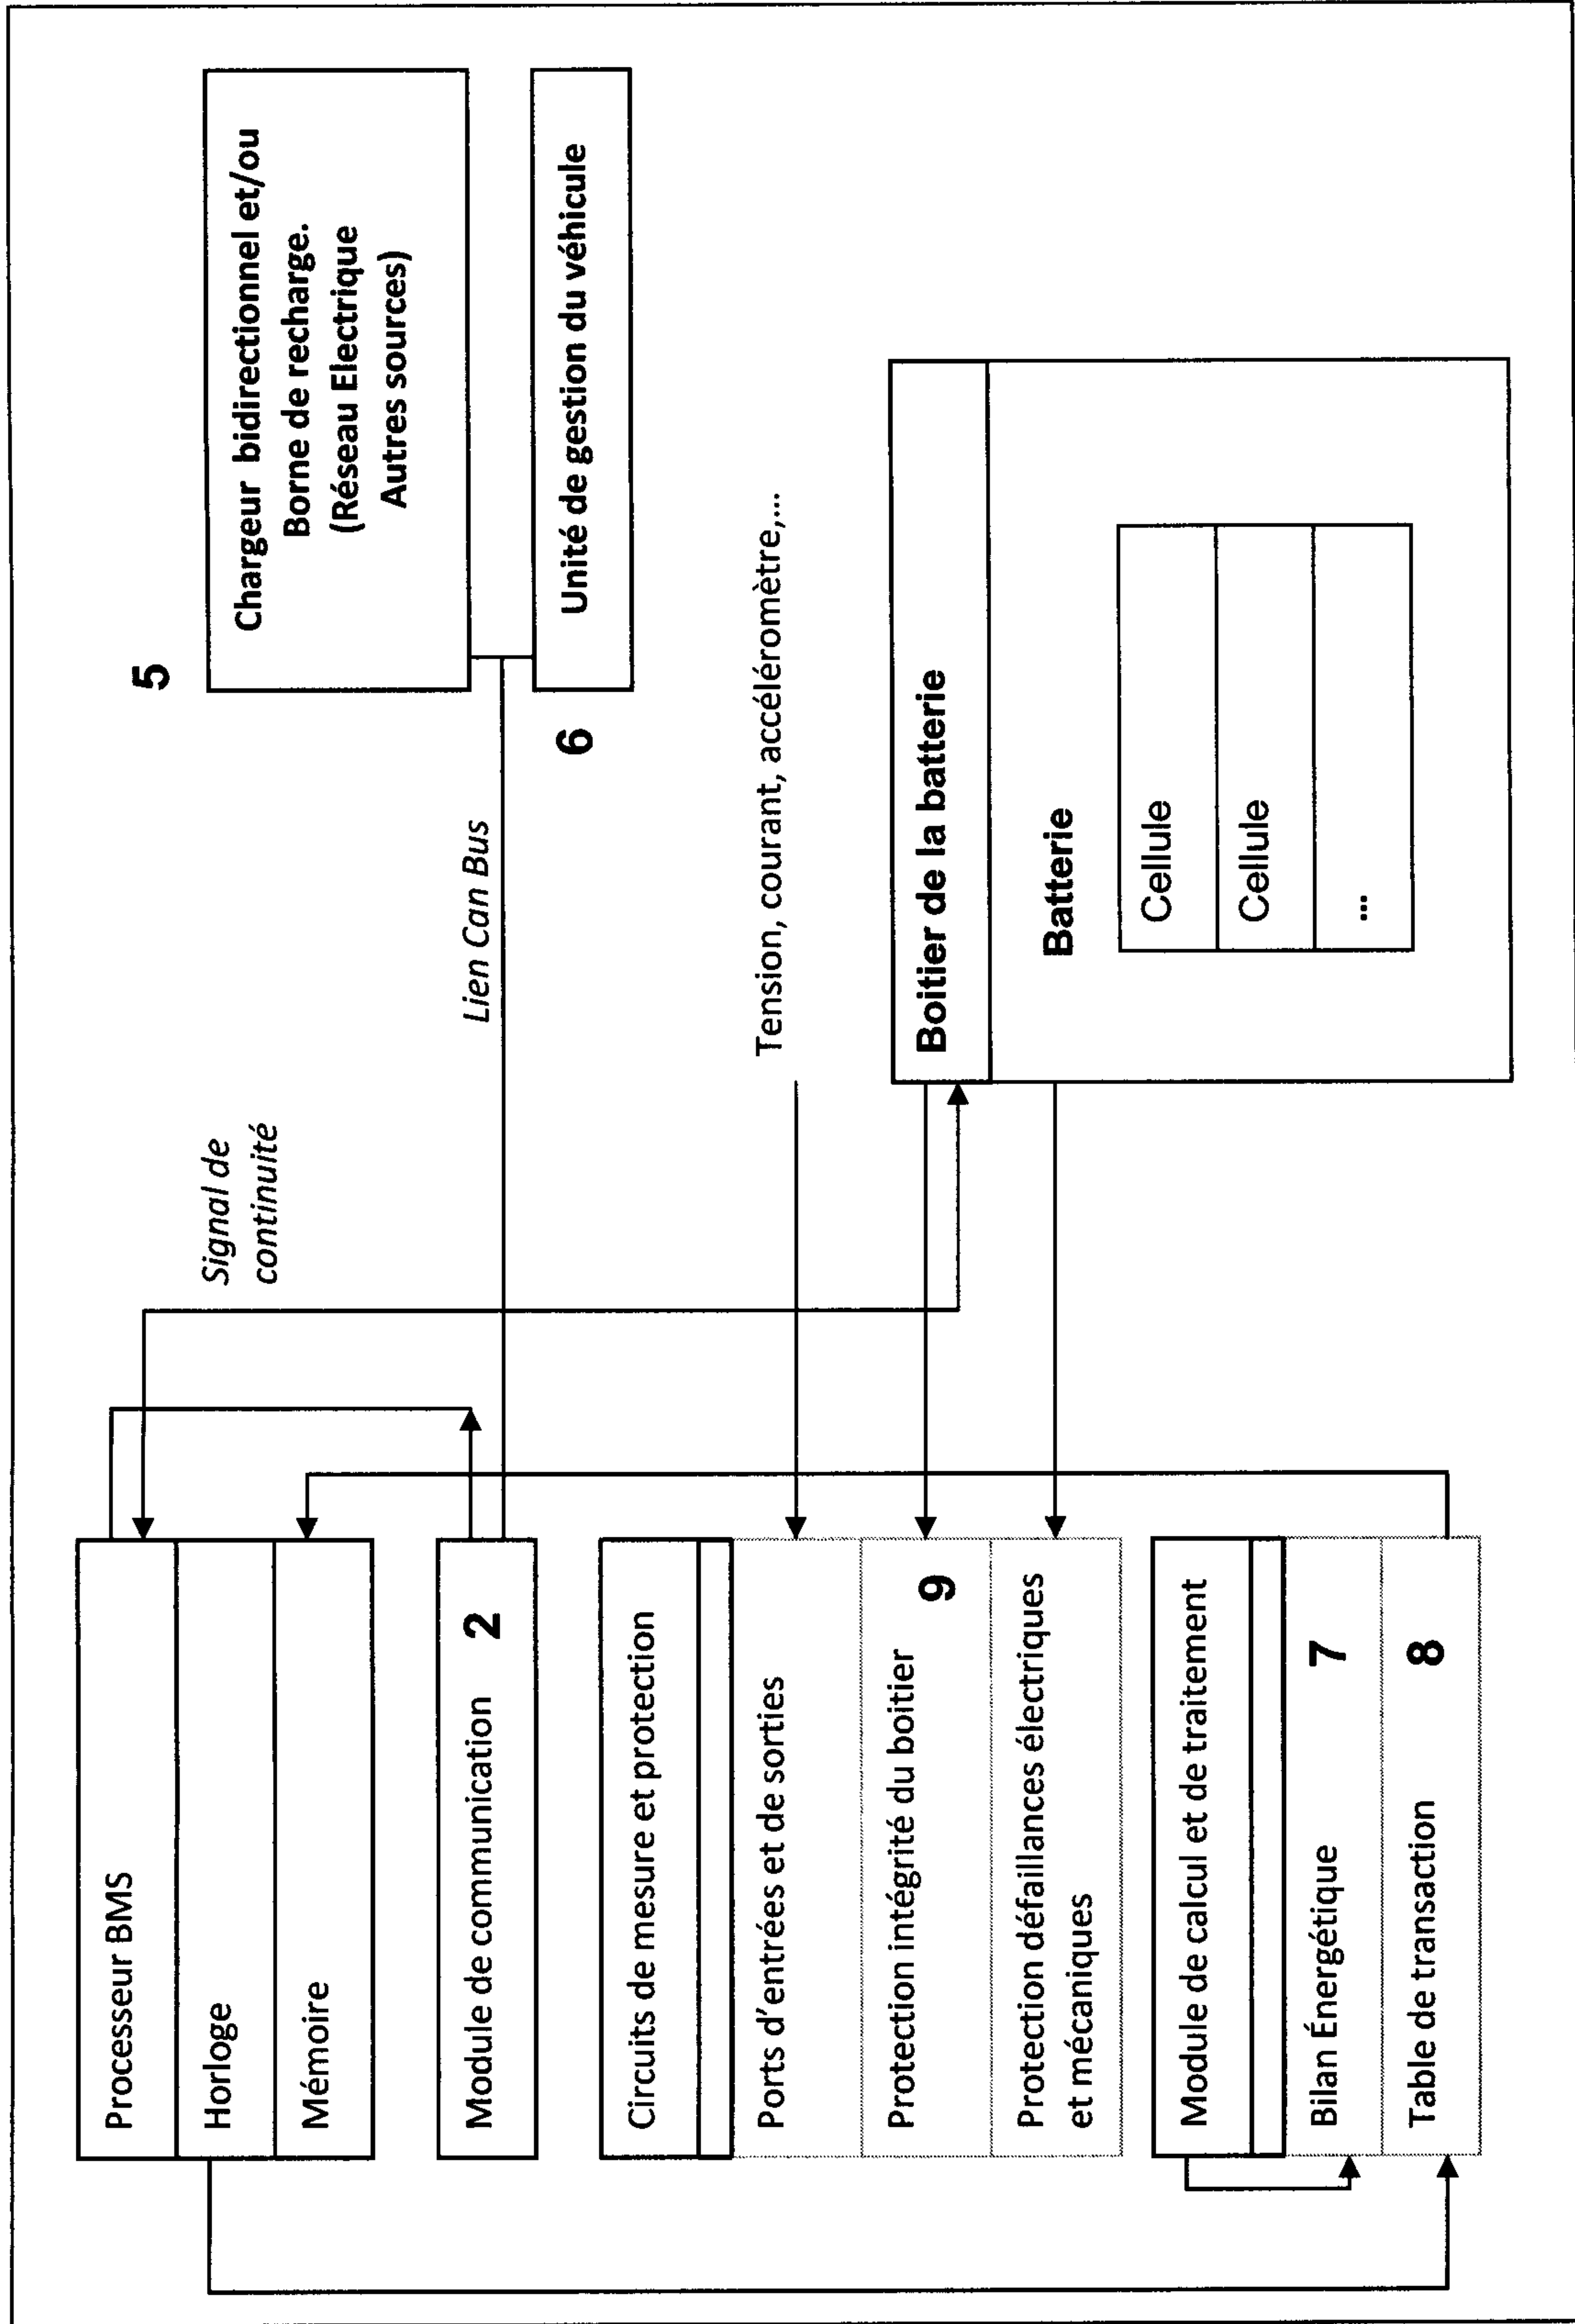 Processeur BMS
Horloge
Mémoire
Module de communication
2
Circuits de mesure et protection
Ports d'entrées et de sorties
Protection intégrité du boitier
9
Protection défaillances électriques
et mécaniques
Module de calcul et de traitement
Bilan Énergétique
7
Table de transaction
8
Signal de
continuité
Lien Can Bus
5
Chargeur bidirectionnel et/ou
Borne de recharge.
(Réseau Electrique
Autres sources)
6
Unité de gestion du véhicule
Tension, courant, accéléromètre,...
Boitier de la batterie
Batterie
Cellule
Cellule
...